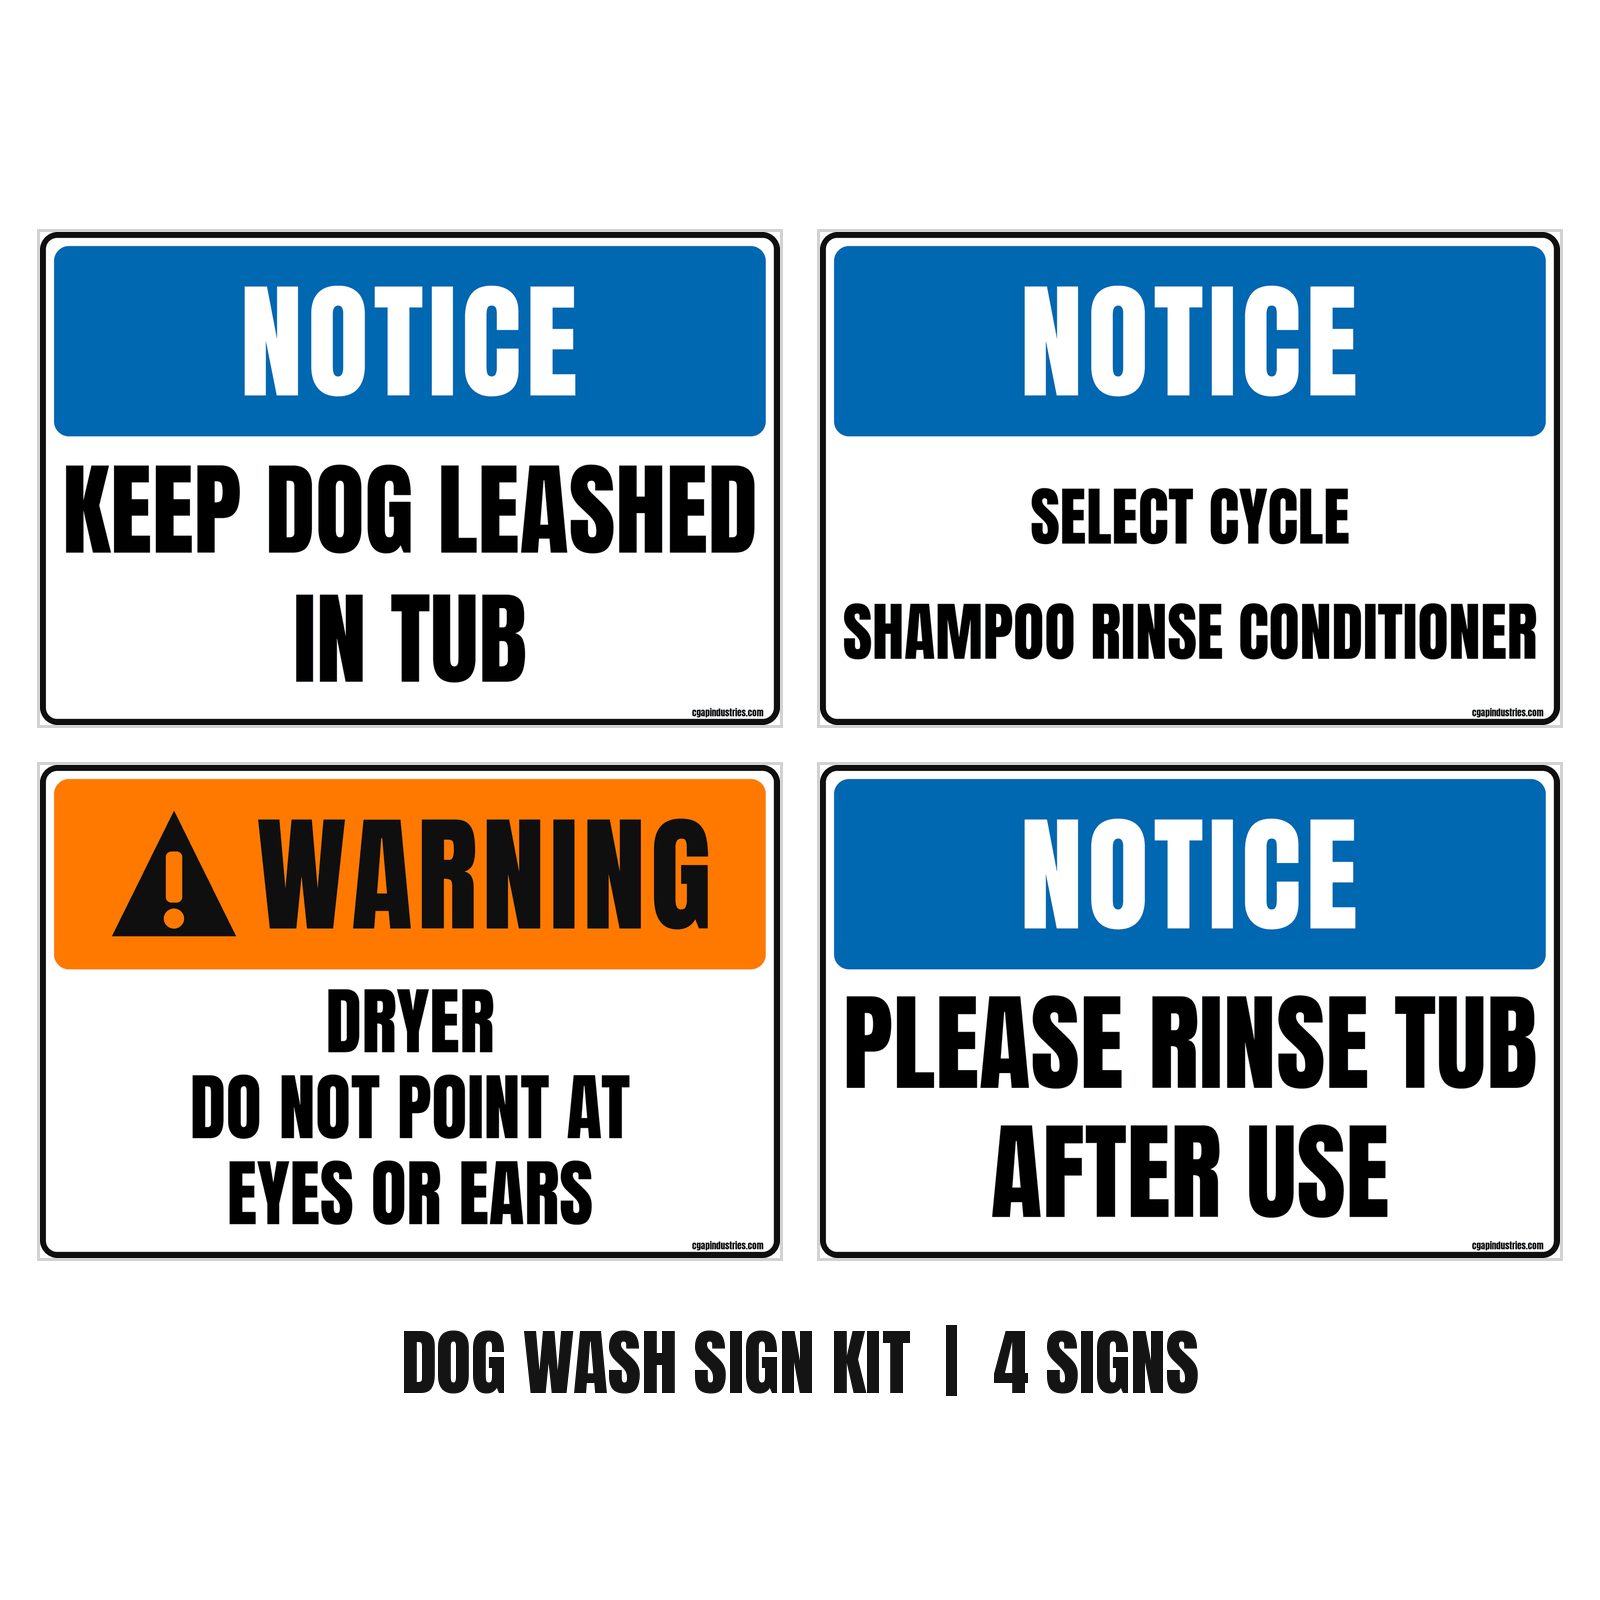 NOTICE
KEEP DOG LEASHED
IN TUB
cgapindustries.com
NOTICE
SELECT CYCLE
SHAMPOO RINSE CONDITIONER
cgapindustries.com
WARNING
DRYER
DO NOT POINT AT
EYES OR EARS
cgapindustries.com
NOTICE
PLEASE RINSE TUB
AFTER USE
cgapindustries.com
DOG WASH SIGN KIT | 4 SIGNS